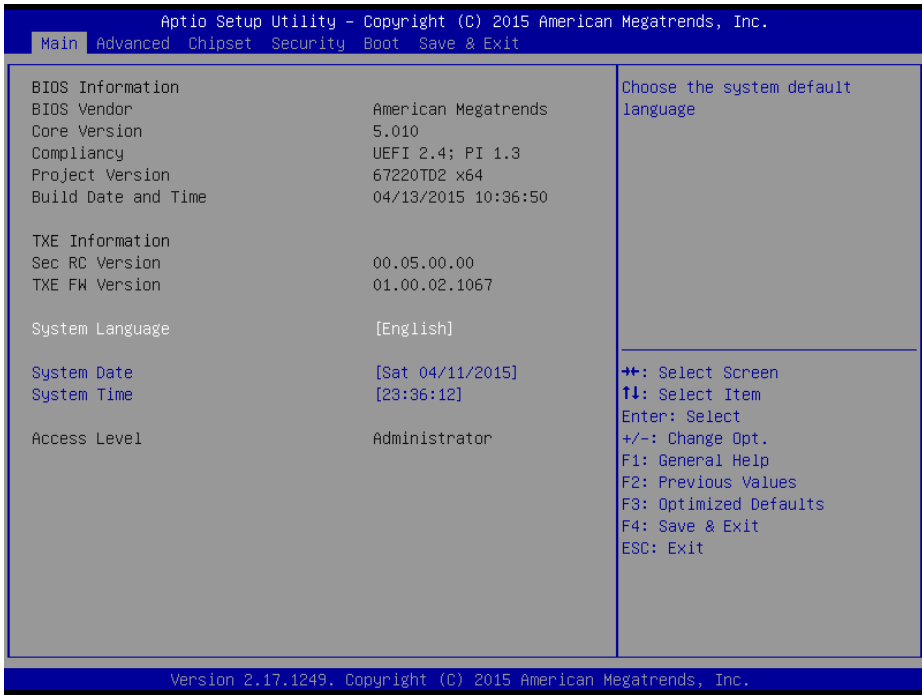 Aptio Setup Utility – Copyright (C) 2015 American Megatrends, Inc.
Main Advanced Chipset Security Boot Save & Exit
BIOS Information
BIOS Vendor American Megatrends
Core Version 5.010
Compliancy UEFI 2.4; PI 1.3
Project Version 67220TD2 x64
Build Date and Time 04/13/2015 10:36:50
TXE Information
Sec RC Version 00.05.00.00
TXE FW Version 01.00.02.1067
System Language [English]
System Date [Sat 04/11/2015]
System Time [23:36:12]
Access Level Administrator
Choose the system default
language
→←: Select Screen
↑↓: Select Item
Enter: Select
+/-: Change Opt.
F1: General Help
F2: Previous Values
F3: Optimized Defaults
F4: Save & Exit
ESC: Exit
Version 2.17.1249. Copyright (C) 2015 American Megatrends, Inc.